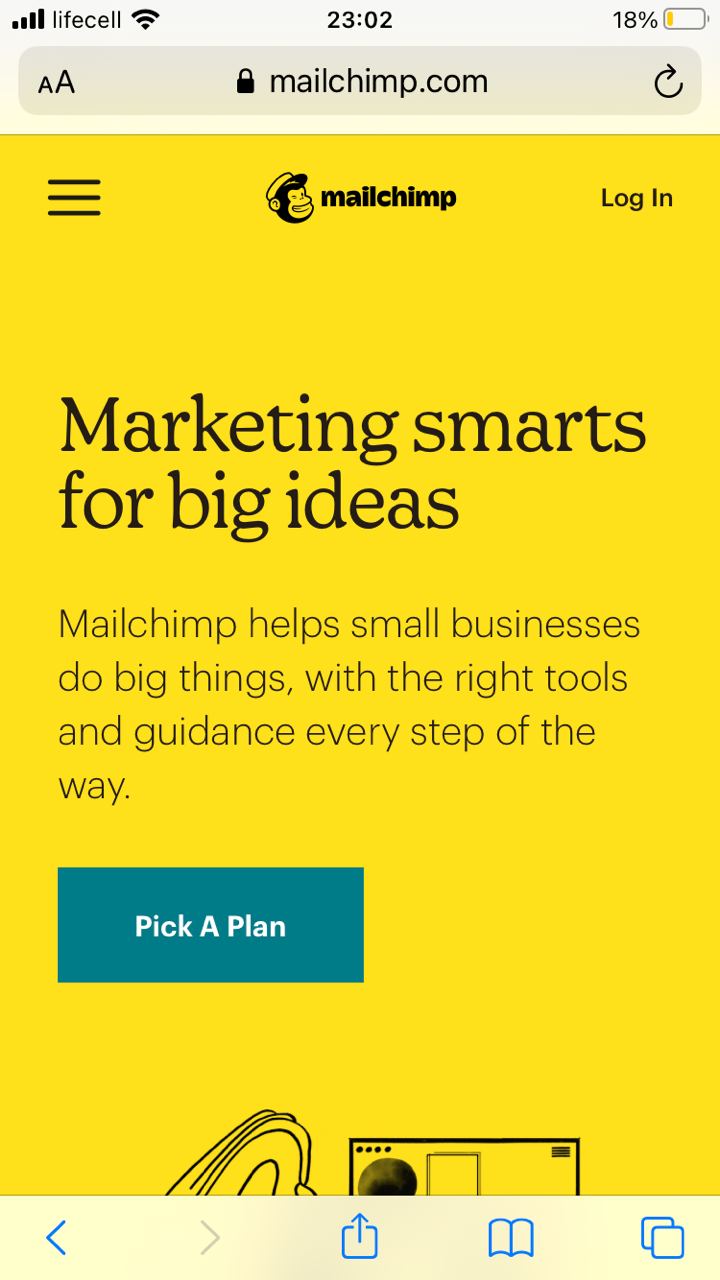 lifecell 23:02 18%
AA mailchimp.com
mailchimp Log In
Marketing smarts
for big ideas
Mailchimp helps small businesses
do big things, with the right tools
and guidance every step of the
way.
Pick A Plan